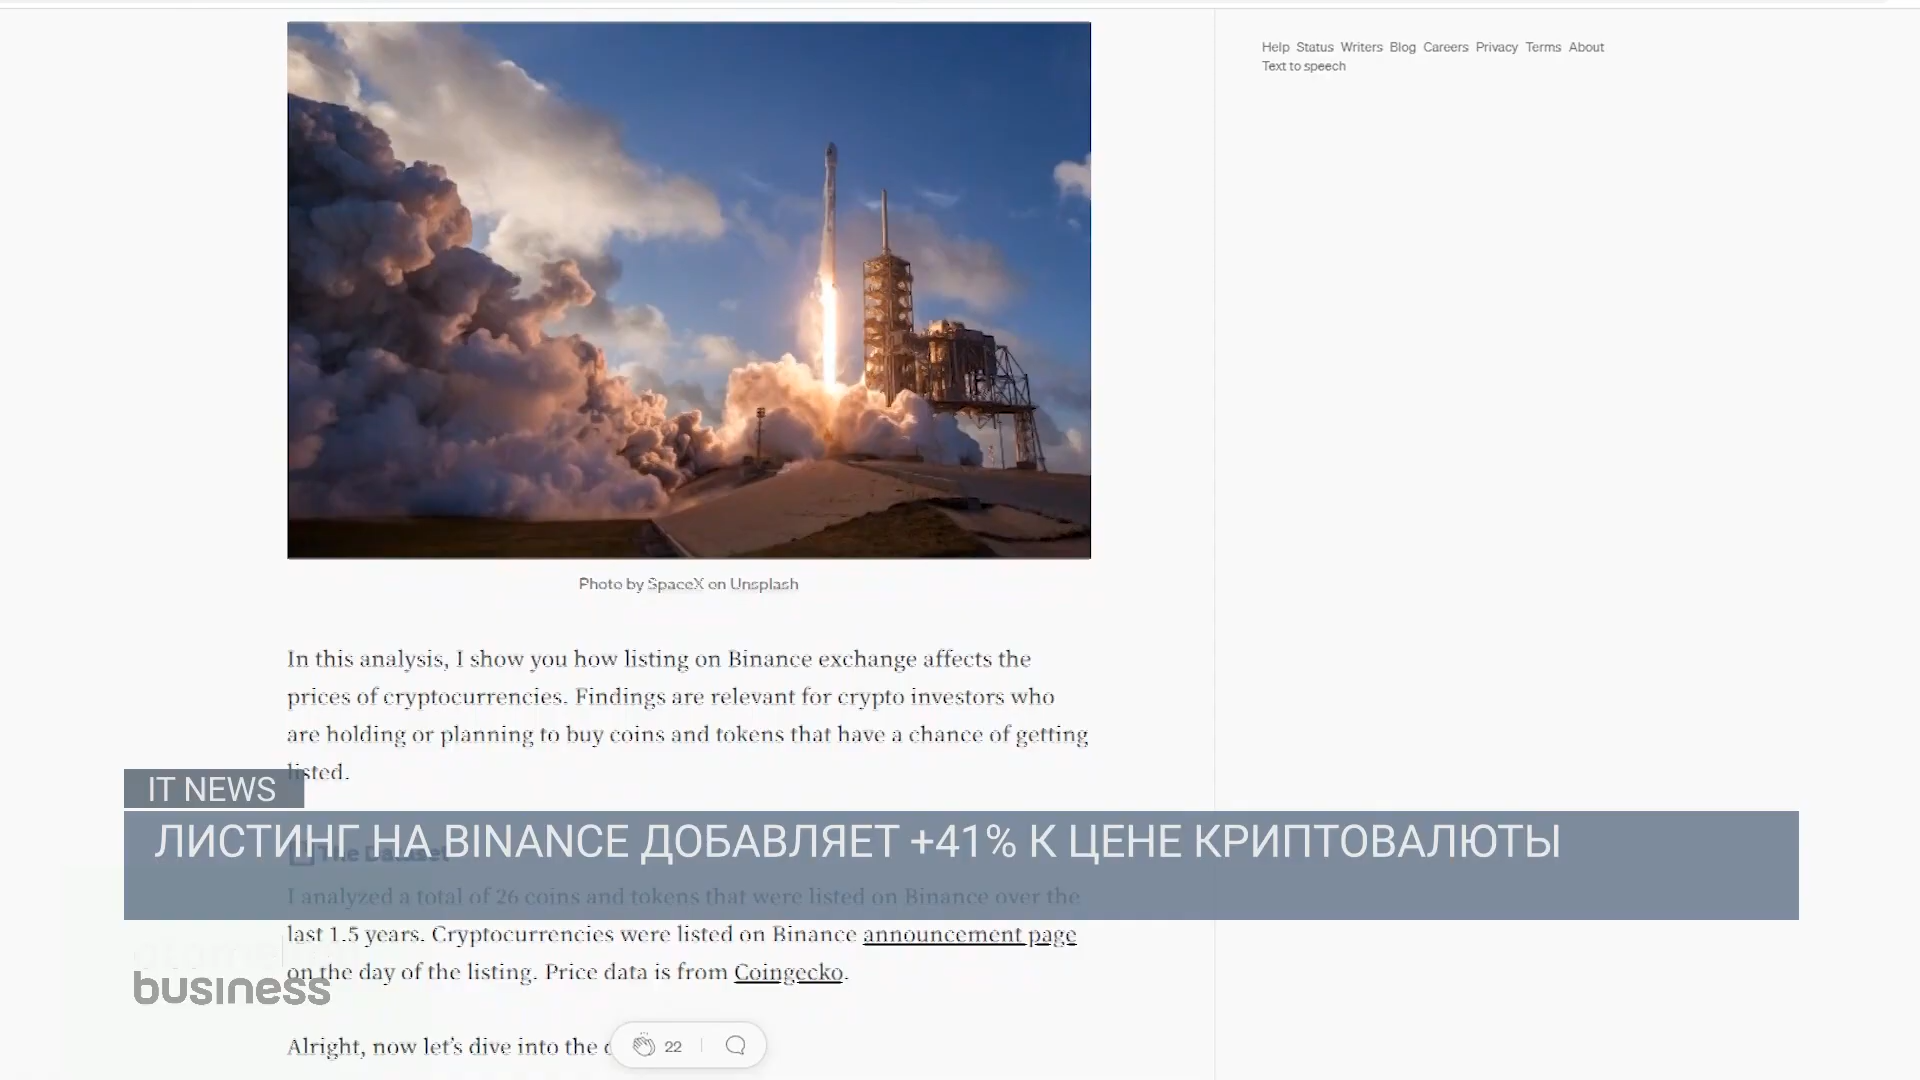 Help Status Writers Blog Careers Privacy Terms About
Text to speech
Photo by SpaceX on Unsplash
In this analysis, I show you how listing on Binance exchange affects the
prices of cryptocurrencies. Findings are relevant for crypto investors who
are holding or planning to buy coins and tokens that have a chance of getting
listed.
IT NEWS
ЛИСТИНГ НА BINANCE ДОБАВЛЯЕТ +41% К ЦЕНЕ КРИПТОВАЛЮТЫ
The Dataset
I analyzed a total of 26 coins and tokens that were listed on Binance over the
last 1.5 years. Cryptocurrencies were listed on Binance announcement page
on the day of the listing. Price data is from Coingecko.
business
Alright, now let's dive into the
22